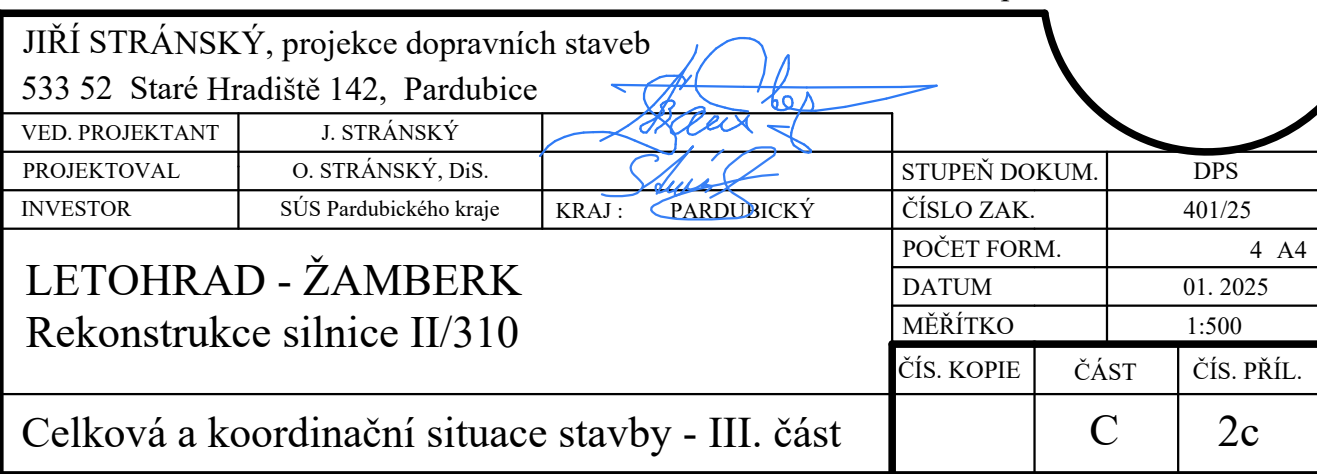 JIŘÍ STRÁNSKÝ, projekce dopravních staveb
533 52 Staré Hradiště 142, Pardubice
VED. PROJEKTANT J. STRÁNSKÝ
PROJEKTOVAL O. STRÁNSKÝ, DiS.
INVESTOR SÚS Pardubického kraje KRAJ : PARDUBICKÝ
STUPEŇ DOKUM. DPS
ČÍSLO ZAK. 401/25
POČET FORM. 4 A4
DATUM 01. 2025
MĚŘÍTKO 1:500
LETOHRAD - ŽAMBERK
Rekonstrukce silnice II/310
ČÍS. KOPIE ČÁST ČÍS. PŘÍL.
C 2c
Celková a koordinační situace stavby - III. část